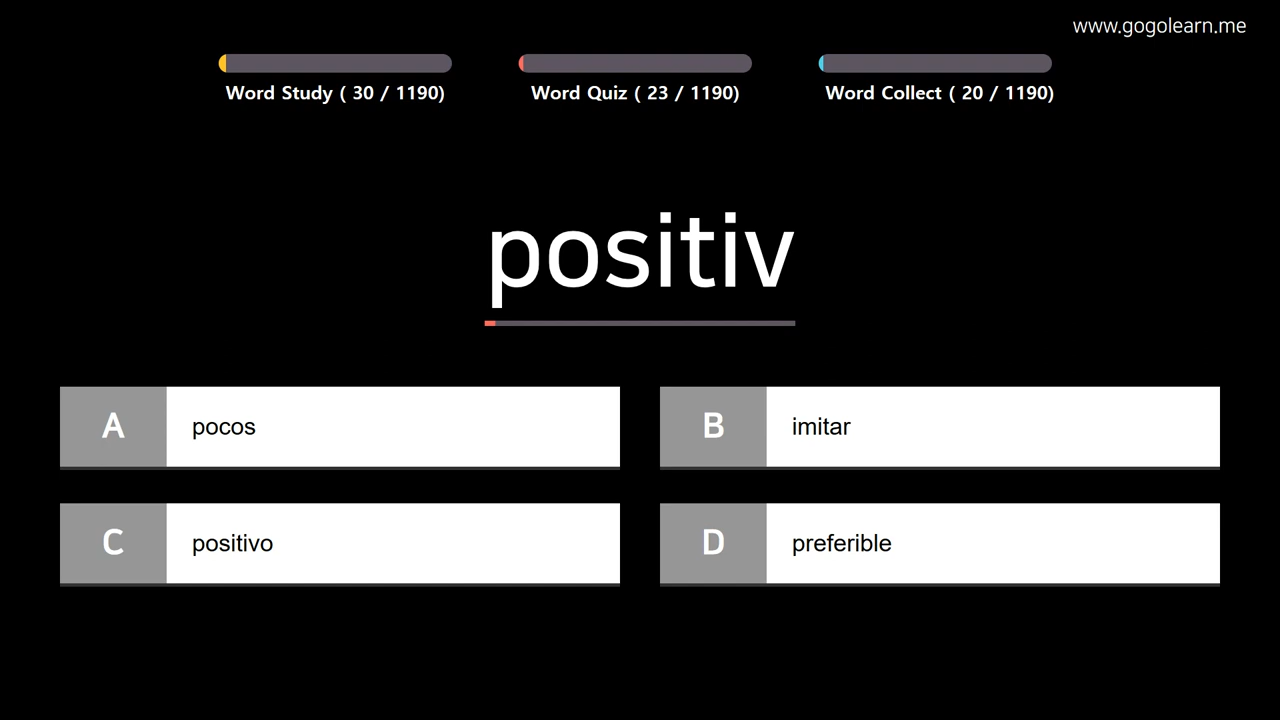 www.gogolearn.me
Word Study ( 30 / 1190)
Word Quiz ( 23 / 1190)
Word Collect ( 20 / 1190)
positiv
A
pocos
B
imitar
C
positivo
D
preferible